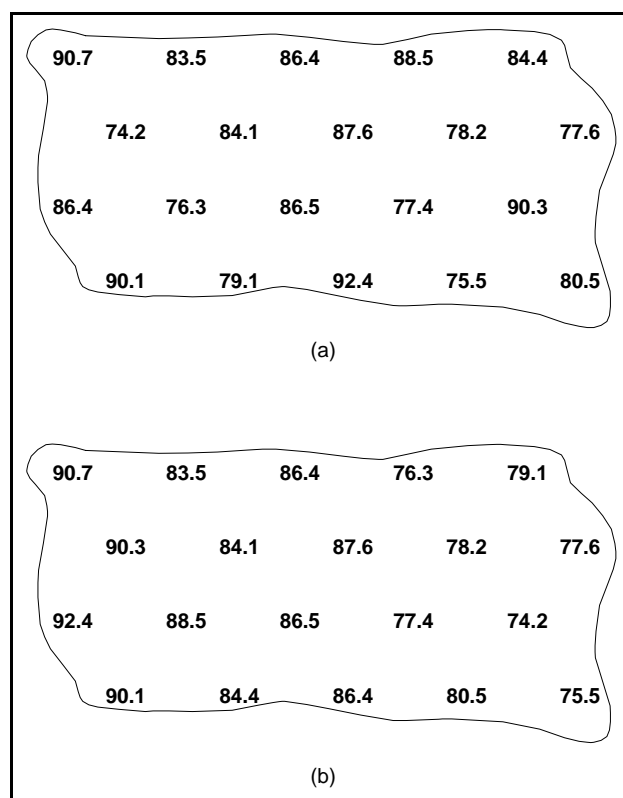 90.7 83.5 86.4 88.5 84.4
74.2 84.1 87.6 78.2 77.6
86.4 76.3 86.5 77.4 90.3
90.1 79.1 92.4 75.5 80.5
(a)
90.7 83.5 86.4 76.3 79.1
90.3 84.1 87.6 78.2 77.6
92.4 88.5 86.5 77.4 74.2
90.1 84.4 86.4 80.5 75.5
(b)